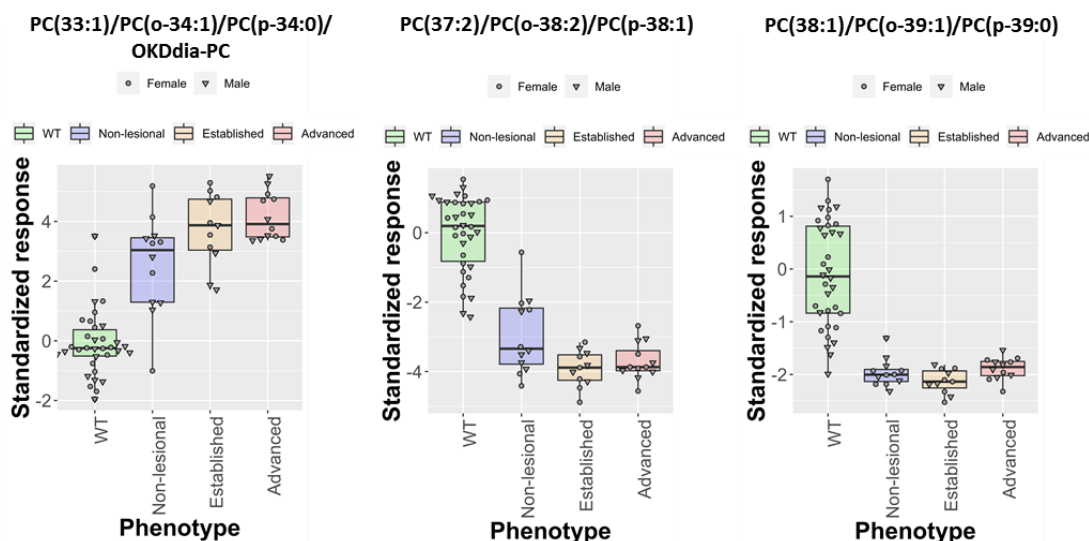 PC(33:1)/PC(o-34:1)/PC(p-34:0)/
OKDdia-PC
Female Male
WT Non-lesional Established Advanced
Standardized response
4
2
0
-2
WT
Non-lesional
Established
Advanced
Phenotype
PC(37:2)/PC(o-38:2)/PC(p-38:1)
Female Male
WT Non-lesional Established Advanced
Standardized response
0
-2
-4
WT
Non-lesional
Established
Advanced
Phenotype
PC(38:1)/PC(o-39:1)/PC(p-39:0)
Female Male
WT Non-lesional Established Advanced
Standardized response
1
0
-1
-2
WT
Non-lesional
Established
Advanced
Phenotype